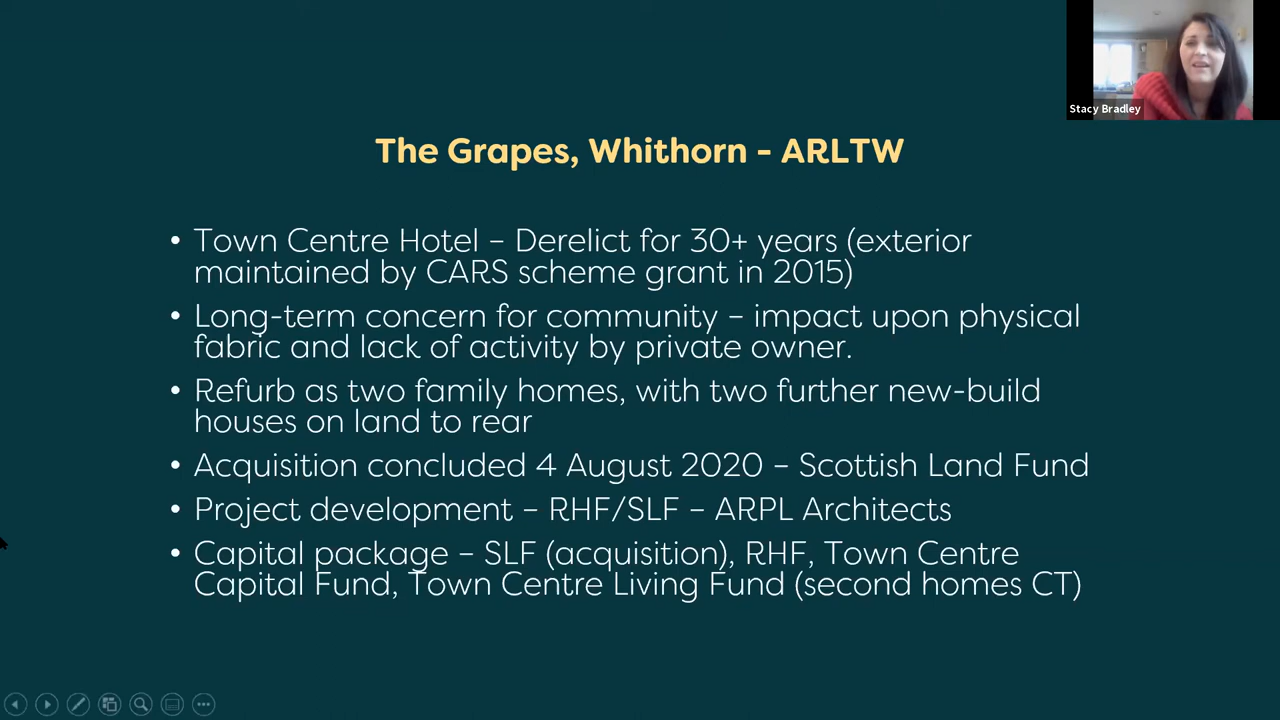 Stacy Bradley
The Grapes, Whithorn - ARLTW
• Town Centre Hotel – Derelict for 30+ years (exterior
maintained by CARS scheme grant in 2015)
• Long-term concern for community – impact upon physical
fabric and lack of activity by private owner.
• Refurb as two family homes, with two further new-build
houses on land to rear
• Acquisition concluded 4 August 2020 – Scottish Land Fund
• Project development – RHF/SLF – ARPL Architects
• Capital package – SLF (acquisition), RHF, Town Centre
Capital Fund, Town Centre Living Fund (second homes CT)